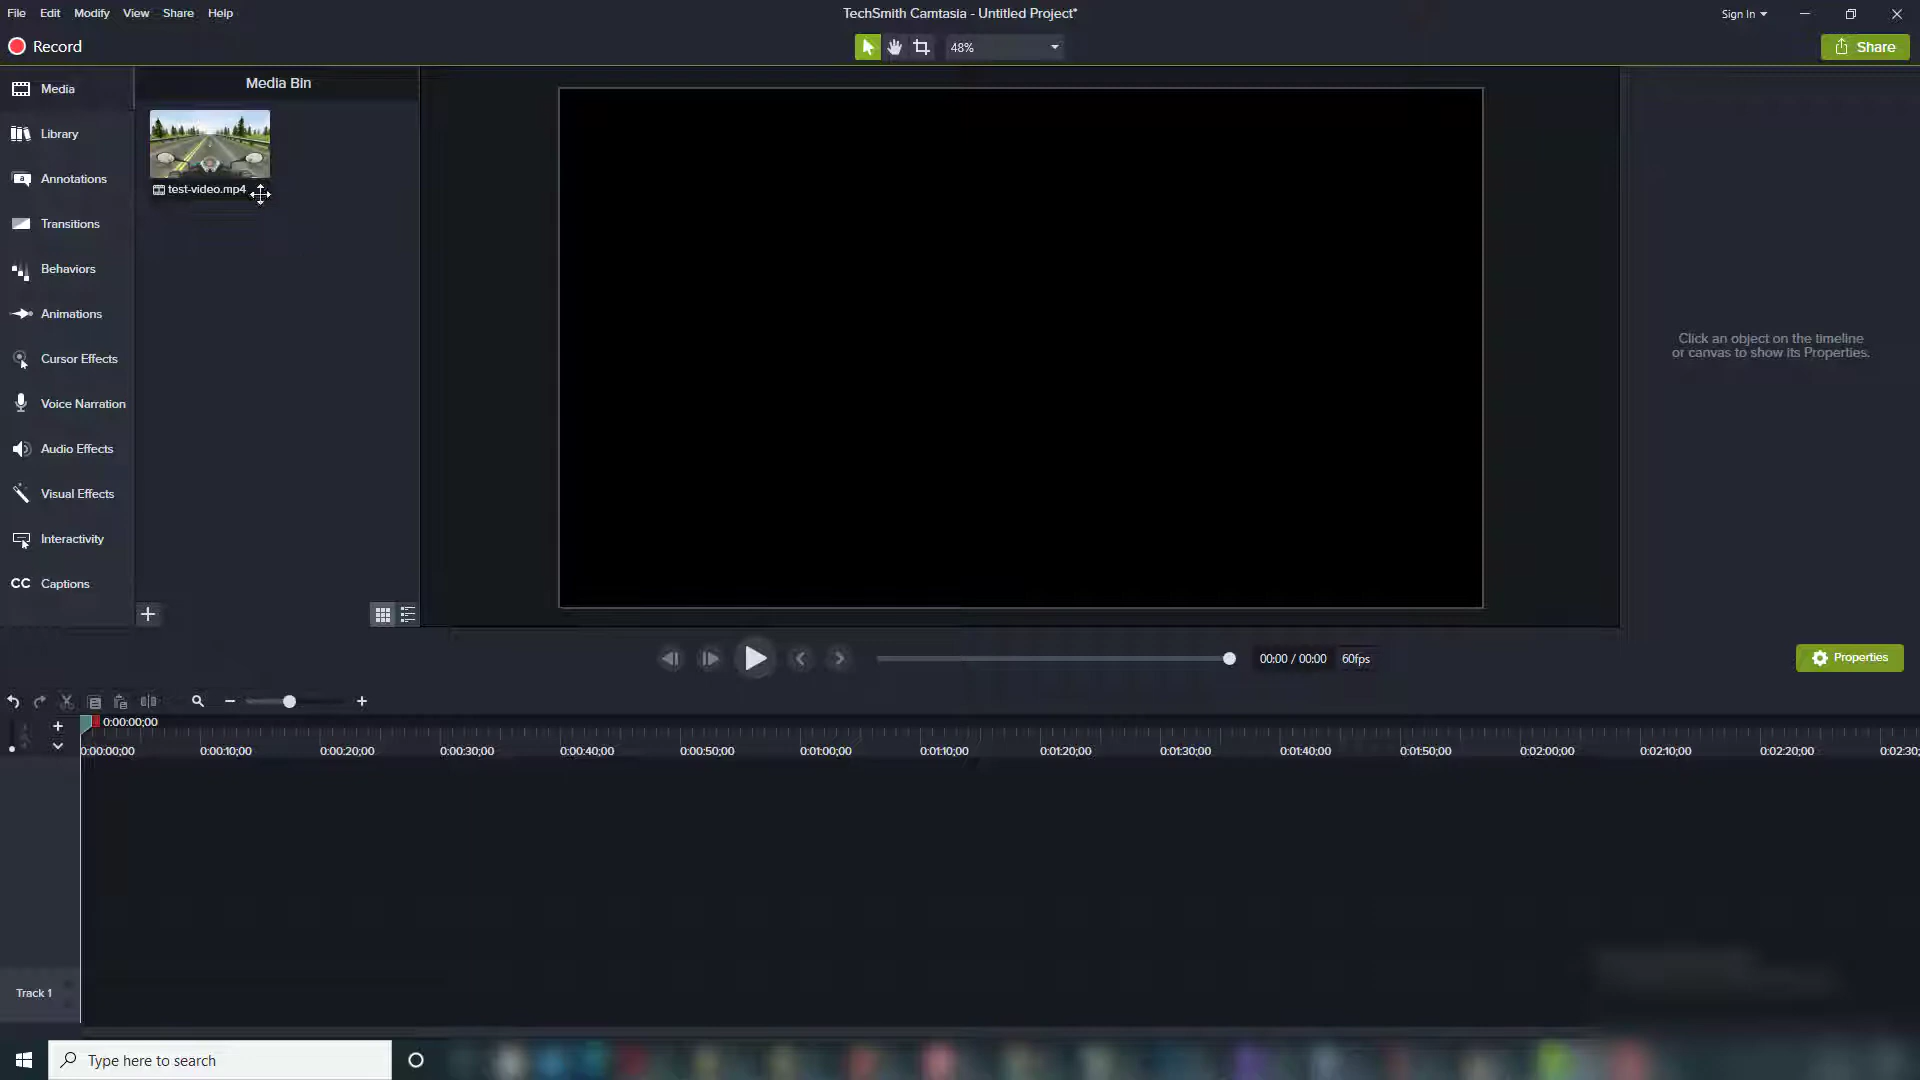 File Edit Modify View Share Help
TechSmith Camtasia - Untitled Project*
Sign In
Record
48%
Share
Media
Media Bin
Library
Annotations
test-video.mp4
Transitions
Behaviors
Animations
Cursor Effects
Click an object on the timeline
or canvas to show its Properties.
Voice Narration
Audio Effects
Visual Effects
Interactivity
CC Captions
00:00 / 00:00 60fps
Properties
0:00:00;00
0:00:00;00 0:00:10;00 0:00:20;00 0:00:30;00 0:00:40;00 0:00:50;00 0:01:00;00 0:01:10;00 0:01:20;00 0:01:30;00 0:01:40;00 0:01:50;00 0:02:00;00 0:02:10;00 0:02:20;00 0:02:30;
Track 1
Type here to search